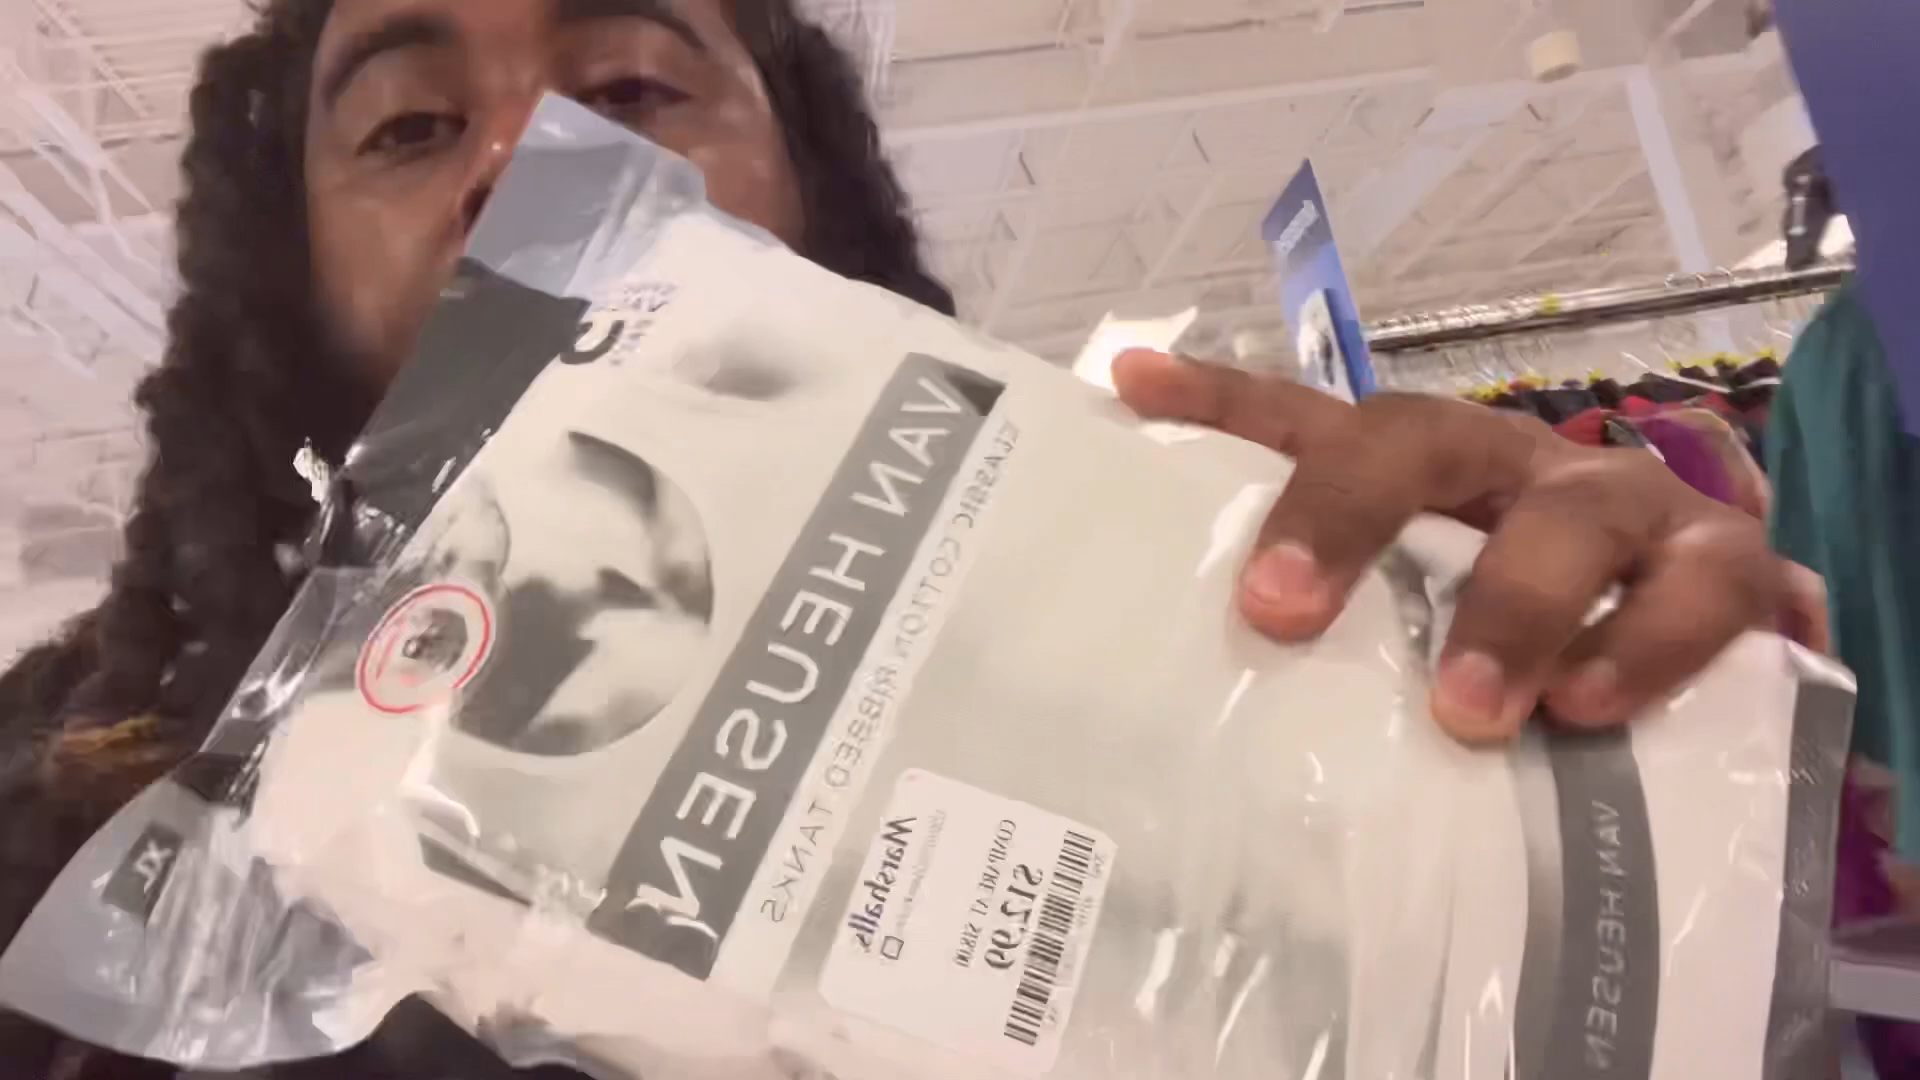 VAN HEUSEN
CLASSIC COTTON RIBBED TANKS
XL
Marshalls
COMPARE AT $18.00
$12.99
VAN HEUSEN